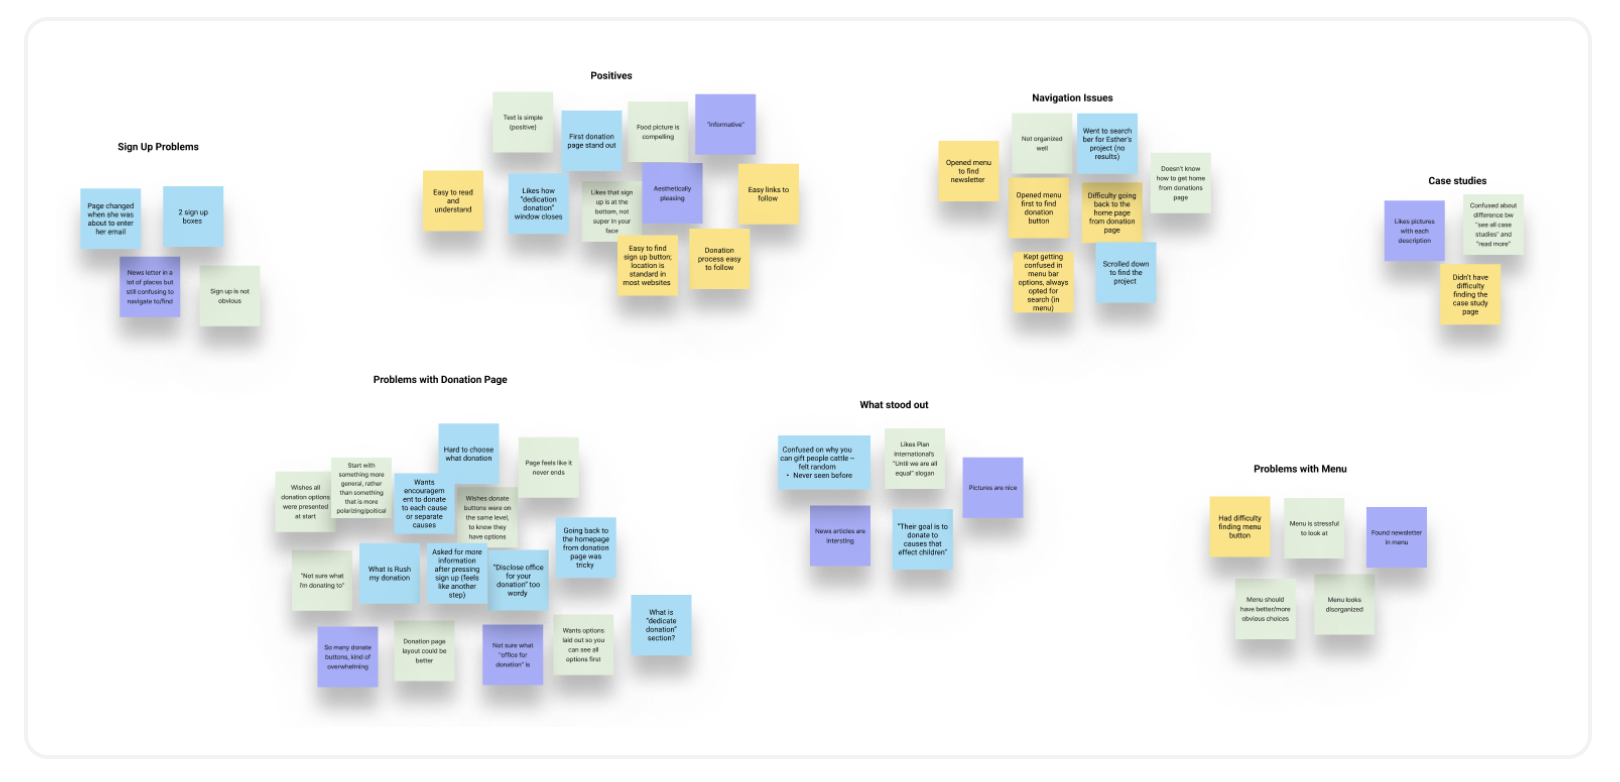 Sign Up Problems
Page changed
when she was
about to enter
her email
2 sign up
boxes
News letter in a
lot of places but
still confusing to
navigate to/find
Sign up is not
obvious
Positives
Text is simple
(positive)
First donation
page stand out
Food picture is
compelling
"informative"
Easy to read
and
understand
Likes how
"dedication
donation"
window closes
Likes that sign
up is at the
bottom, not
super in your
face
Aesthetically
pleasing
Easy links to
follow
Easy to find
sign up button;
location is
standard in
most websites
Donation
process easy
to follow
Navigation Issues
Opened menu
to find
newsletter
Not organized
well
Went to search
ber for Esther's
project (no
results)
Doesn't know
how to get home
from donations
page
Opened menu
first to find
donation
button
Difficulty going
back to the
home page
from donation
page
Kept getting
confused in
menu bar
options, always
opted for
search (in
menu)
Scrolled down
to find the
project
Case studies
Likes pictures
with each
description
Confused about
difference bw
"see all case
studies" and
"read more"
Didn't have
difficulty
finding the
case study
page
Problems with Donation Page
Hard to choose
what donation
Page feels like it
never ends
Wishes all
donation options
were presented
at start
Start with
something more
general, rather
than something
that is more
polarizing/poitical
Wants
encouragem
ent to donate
to each cause
or separate
causes
Wishes donate
buttons were on
the same level,
to know they
have options
Going back to
the homepage
from donation
page was
tricky
"Not sure what
I'm donating to"
What is Rush
my donation
Asked for more
information
after pressing
sign up (feels
like another
step)
"Disclose office
for your
donation" too
wordy
What is
"dedicate
donation"
section?
So many donate
buttons, kind of
overwhelming
Donation page
layout could be
better
Not sure what
"office for
donation" is
Wants options
laid out so you
can see all
options first
What stood out
Confused on why you
can gift people cattle –
felt random
• Never seen before
Likes Plan
International's
"Until we are all
equal" slogan
Pictures are nice
News articles are
intersting
"Their goal is to
donate to
causes that
effect children"
Problems with Menu
Had difficulty
finding menu
button
Menu is stressful
to look at
Found newsletter
in menu
Menu should
have better/more
obvious choices
Menu looks
disorganized